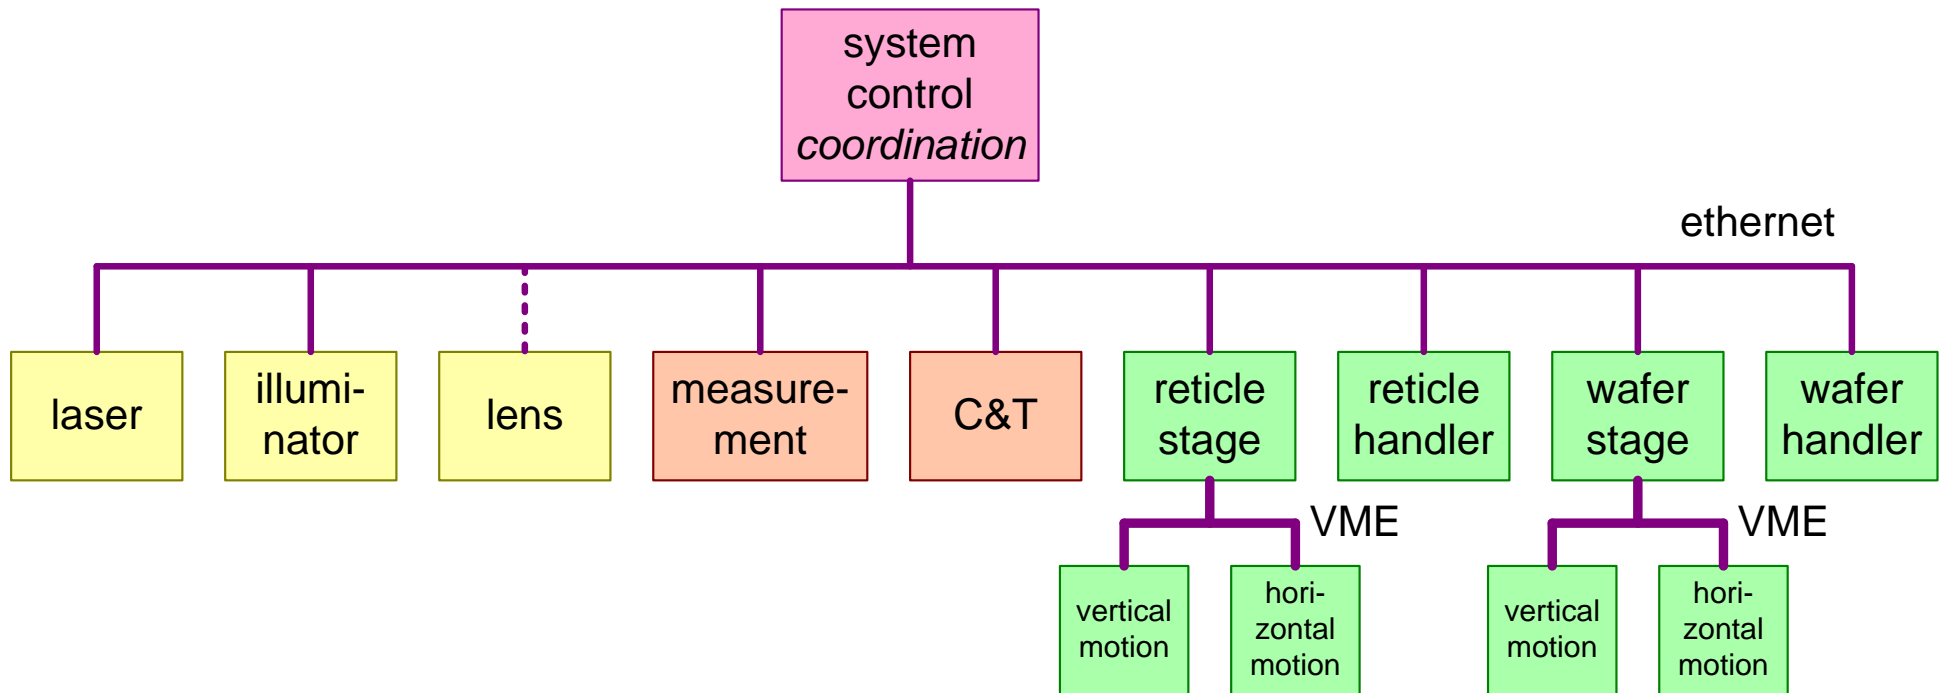 system
control
coordination
ethernet
laser
illumi-
nator
lens
measure-
ment
C&T
reticle
stage
reticle
handler
wafer
stage
wafer
handler
VME
VME
vertical
motion
hori-
zontal
motion
vertical
motion
hori-
zontal
motion